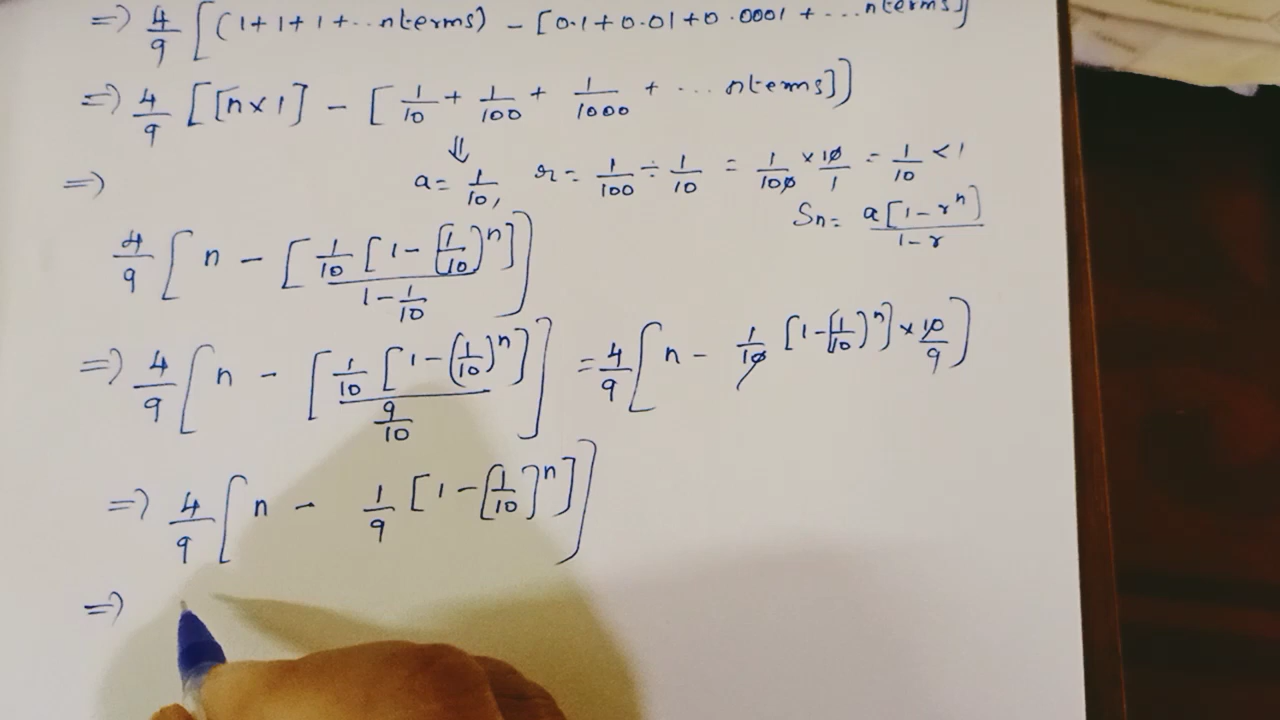 => 4/9 [(1+1+1+...n terms) - [0.1+0.01+0.0001+...n terms]
=> 4/9 [[n×1] - [1/10 + 1/100 + 1/1000 + ... n terms]]
⇓
=> a = 1/10, r = 1/100 ÷ 1/10 = 1/100 × 10/1 = 1/10 < 1
Sn = a[1-r^n]/1-r
4/9 [n - [1/10 [1-(1/10)^n]/1-1/10]]
=> 4/9 [n - [1/10 [1-(1/10)^n]/9/10]] = 4/9 [n - 1/10 [1-(1/10)^n] × 10/9]
=> 4/9 [n - 1/9 [1-(1/10)^n]]
=>